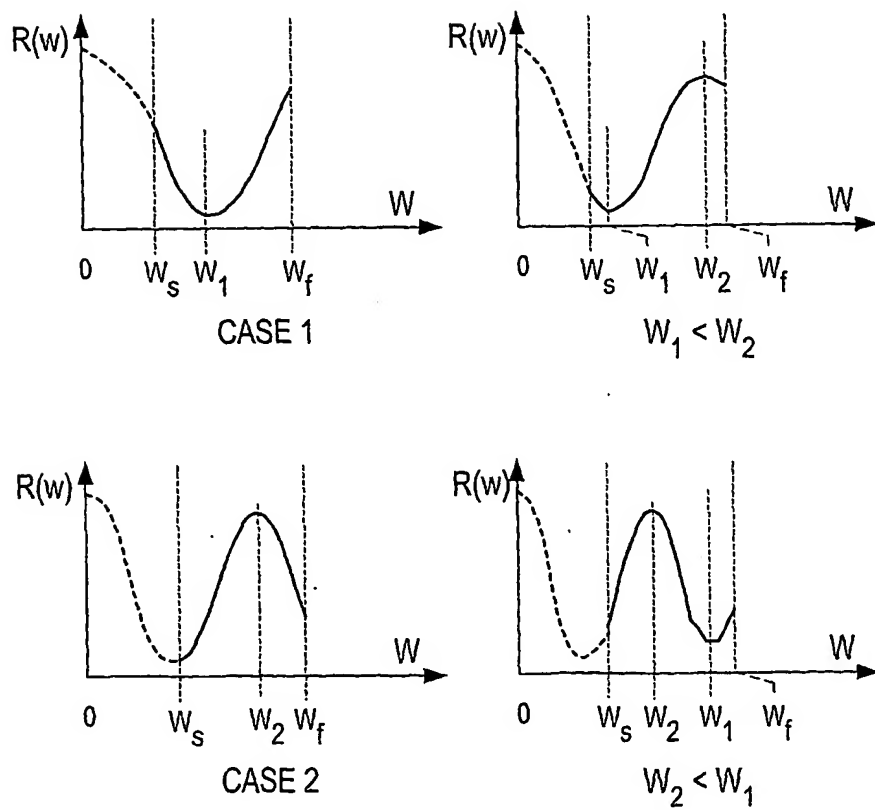 R(w)
W
0 Ws W1 Wf
CASE 1
R(w)
W
0 Ws W1 W2 Wf
W1 < W2
R(w)
W
0 Ws W2 Wf
CASE 2
R(w)
W
0 Ws W2 W1 Wf
W2 < W1